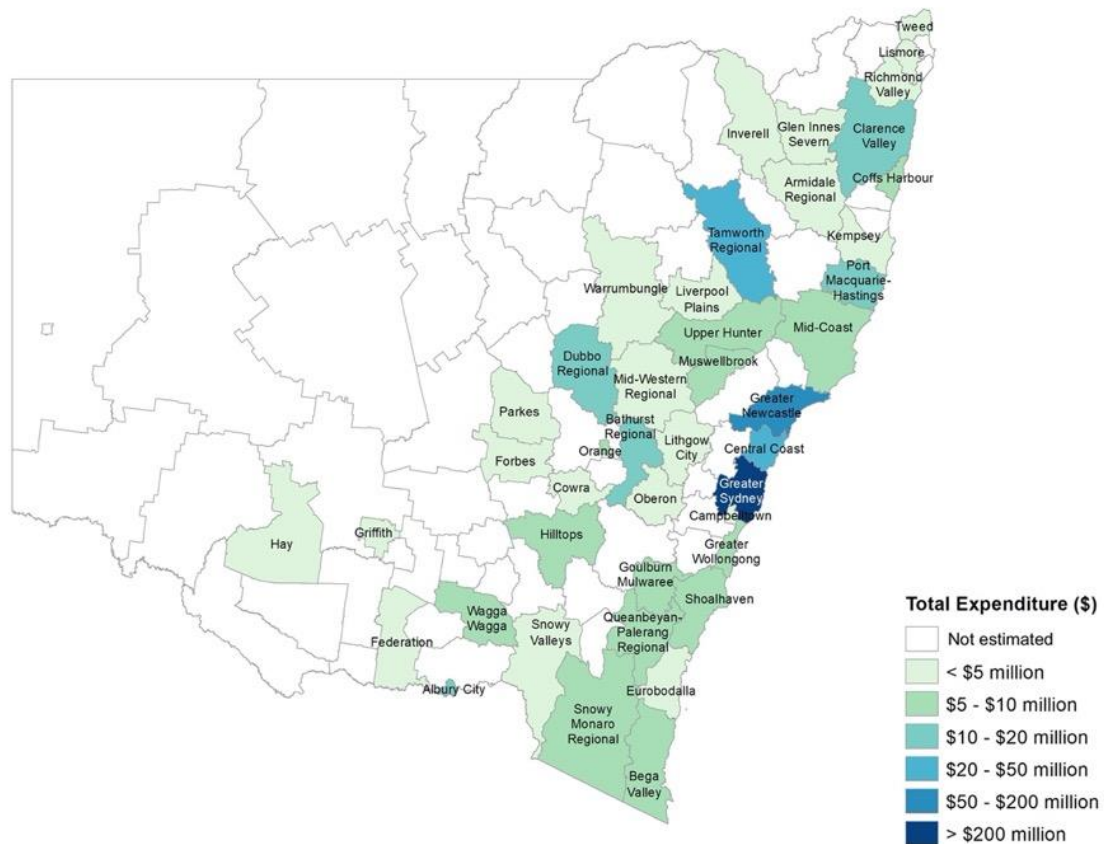 Tweed
Lismore
Richmond
Valley
Inverell
Glen Innes
Severn
Clarence
Valley
Armidale
Regional
Coffs Harbour
Tamworth
Regional
Kempsey
Port
Macquarie-
Hastings
Warrumbungle
Liverpool
Plains
Upper Hunter
Mid-Coast
Dubbo
Regional
Muswellbrook
Mid-Western
Regional
Greater
Newcastle
Parkes
Bathurst
Regional
Orange
Lithgow
City
Central Coast
Forbes
Cowra
Oberon
Greater
Sydney
Campbelltown
Hay
Griffith
Hilltops
Greater
Wollongong
Goulburn
Mulwaree
Shoalhaven
Wagga
Wagga
Snowy
Valleys
Queanbeyan-
Palerang
Regional
Federation
Albury City
Eurobodalla
Snowy
Monaro
Regional
Bega
Valley
Total Expenditure ($)
Not estimated
< $5 million
$5 - $10 million
$10 - $20 million
$20 - $50 million
$50 - $200 million
> $200 million